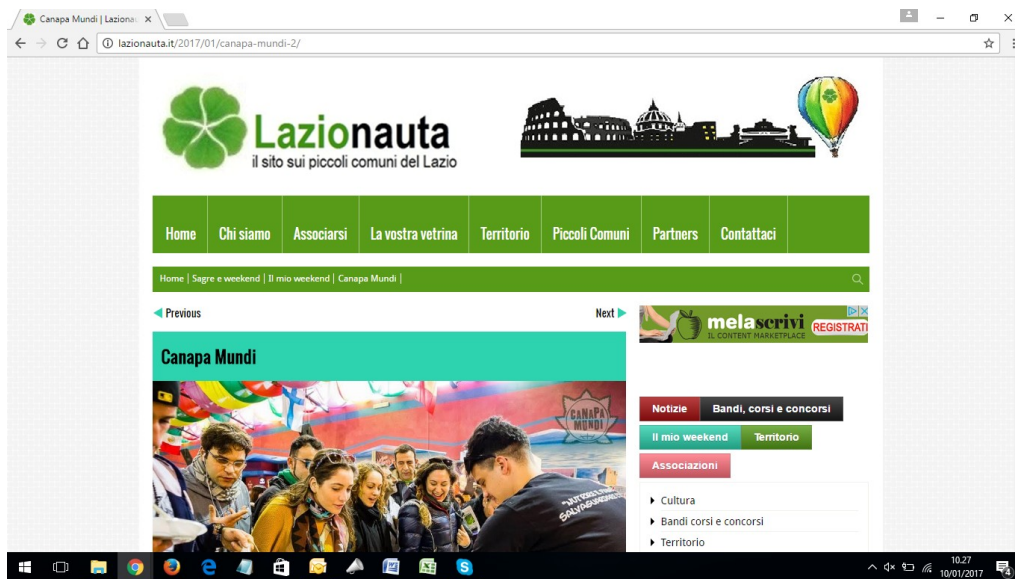 Canapa Mundi | Laziona
lazionauta.it/2017/01/canapa-mundi-2/
Lazionauta
il sito sui piccoli comuni del Lazio
Home Chi siamo Associarsi La vostra vetrina Territorio Piccoli Comuni Partners Contattaci
Home | Sagre e weekend | Il mio weekend | Canapa Mundi |
Previous Next
melascrivi
IL CONTENT MARKETPLACE
REGISTRATI
Canapa Mundi
CANAPA
MUNDI
Notizie Bandi, corsi e concorsi
Il mio weekend Territorio
Associazioni
Cultura
Bandi corsi e concorsi
Territorio
10.27
10/01/2017
4